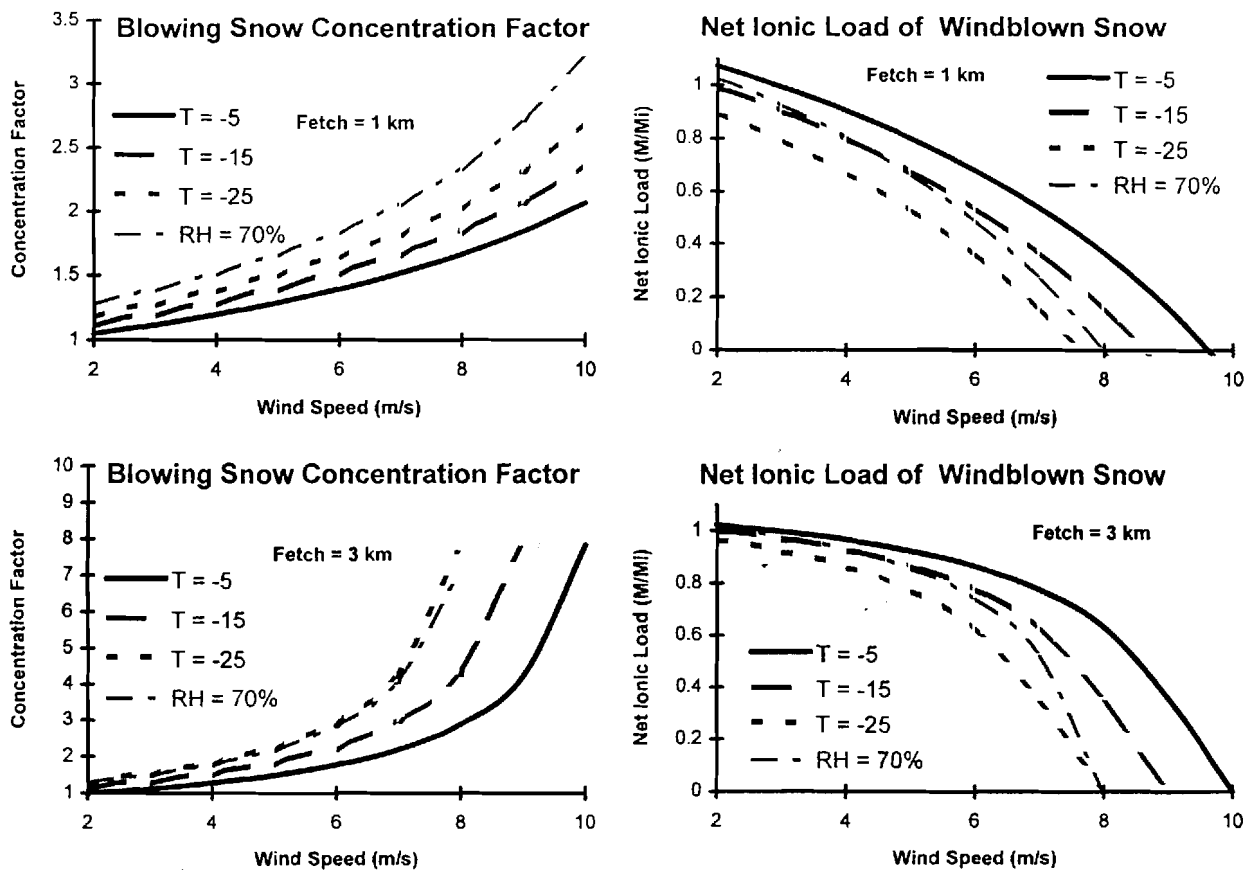 Blowing Snow Concentration Factor
3.5
3
2.5
2
1.5
1
Concentration Factor
T = -5
T = -15
T = -25
RH = 70%
Fetch = 1 km
2 4 6 8 10
Wind Speed (m/s)
Net Ionic Load of Windblown Snow
1
0.8
0.6
0.4
0.2
0
Net Ionic Load (M/Mi)
Fetch = 1 km
T = -5
T = -15
T = -25
RH = 70%
2 4 6 8 10
Wind Speed (m/s)
Blowing Snow Concentration Factor
10
9
8
7
6
5
4
3
2
1
Concentration Factor
Fetch = 3 km
T = -5
T = -15
T = -25
RH = 70%
2 4 6 8 10
Wind Speed (m/s)
Net Ionic Load of Windblown Snow
1
0.8
0.6
0.4
0.2
0
Net Ionic Load (M/Mi)
Fetch = 3 km
T = -5
T = -15
T = -25
RH = 70%
2 4 6 8 10
Wind Speed (m/s)